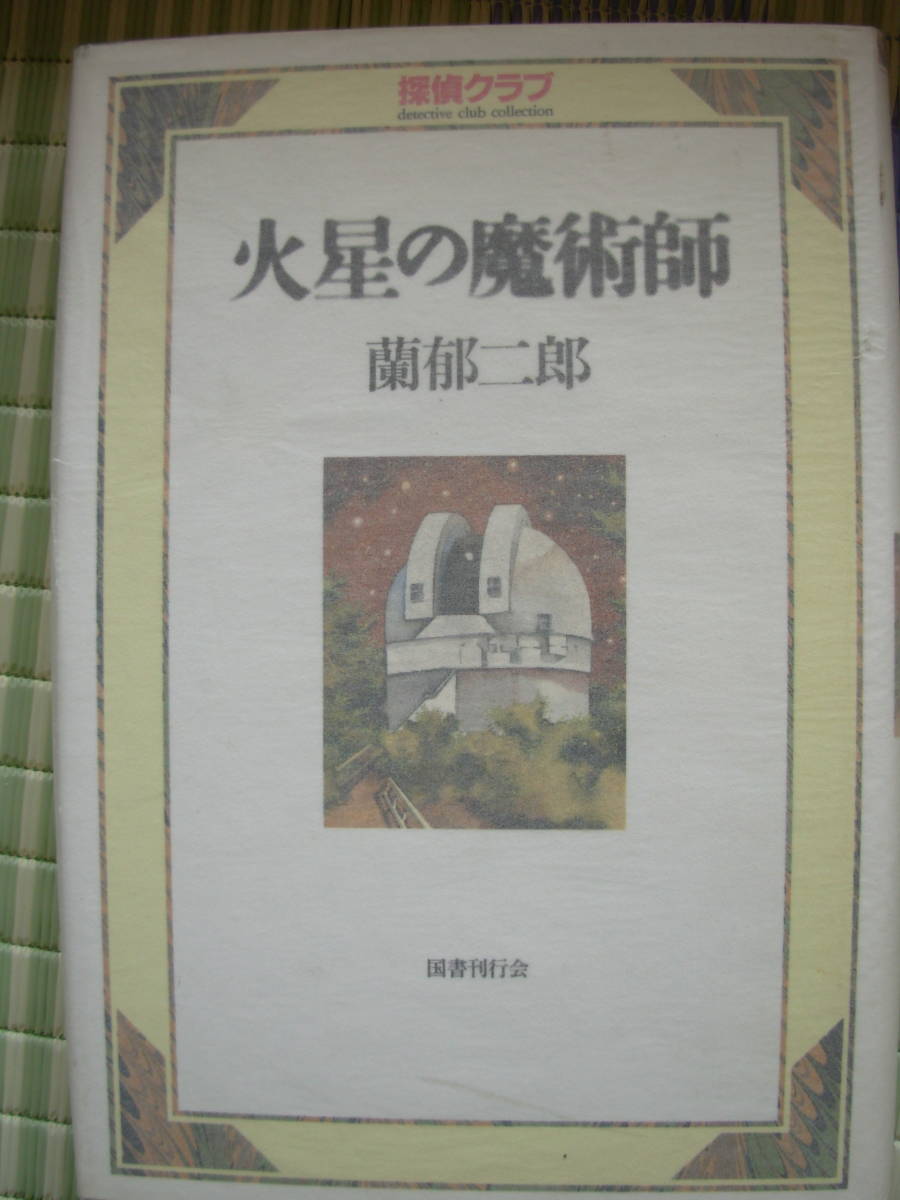 探偵クラブ
detective club collection
火星の魔術師
蘭郁二郎
国書刊行会